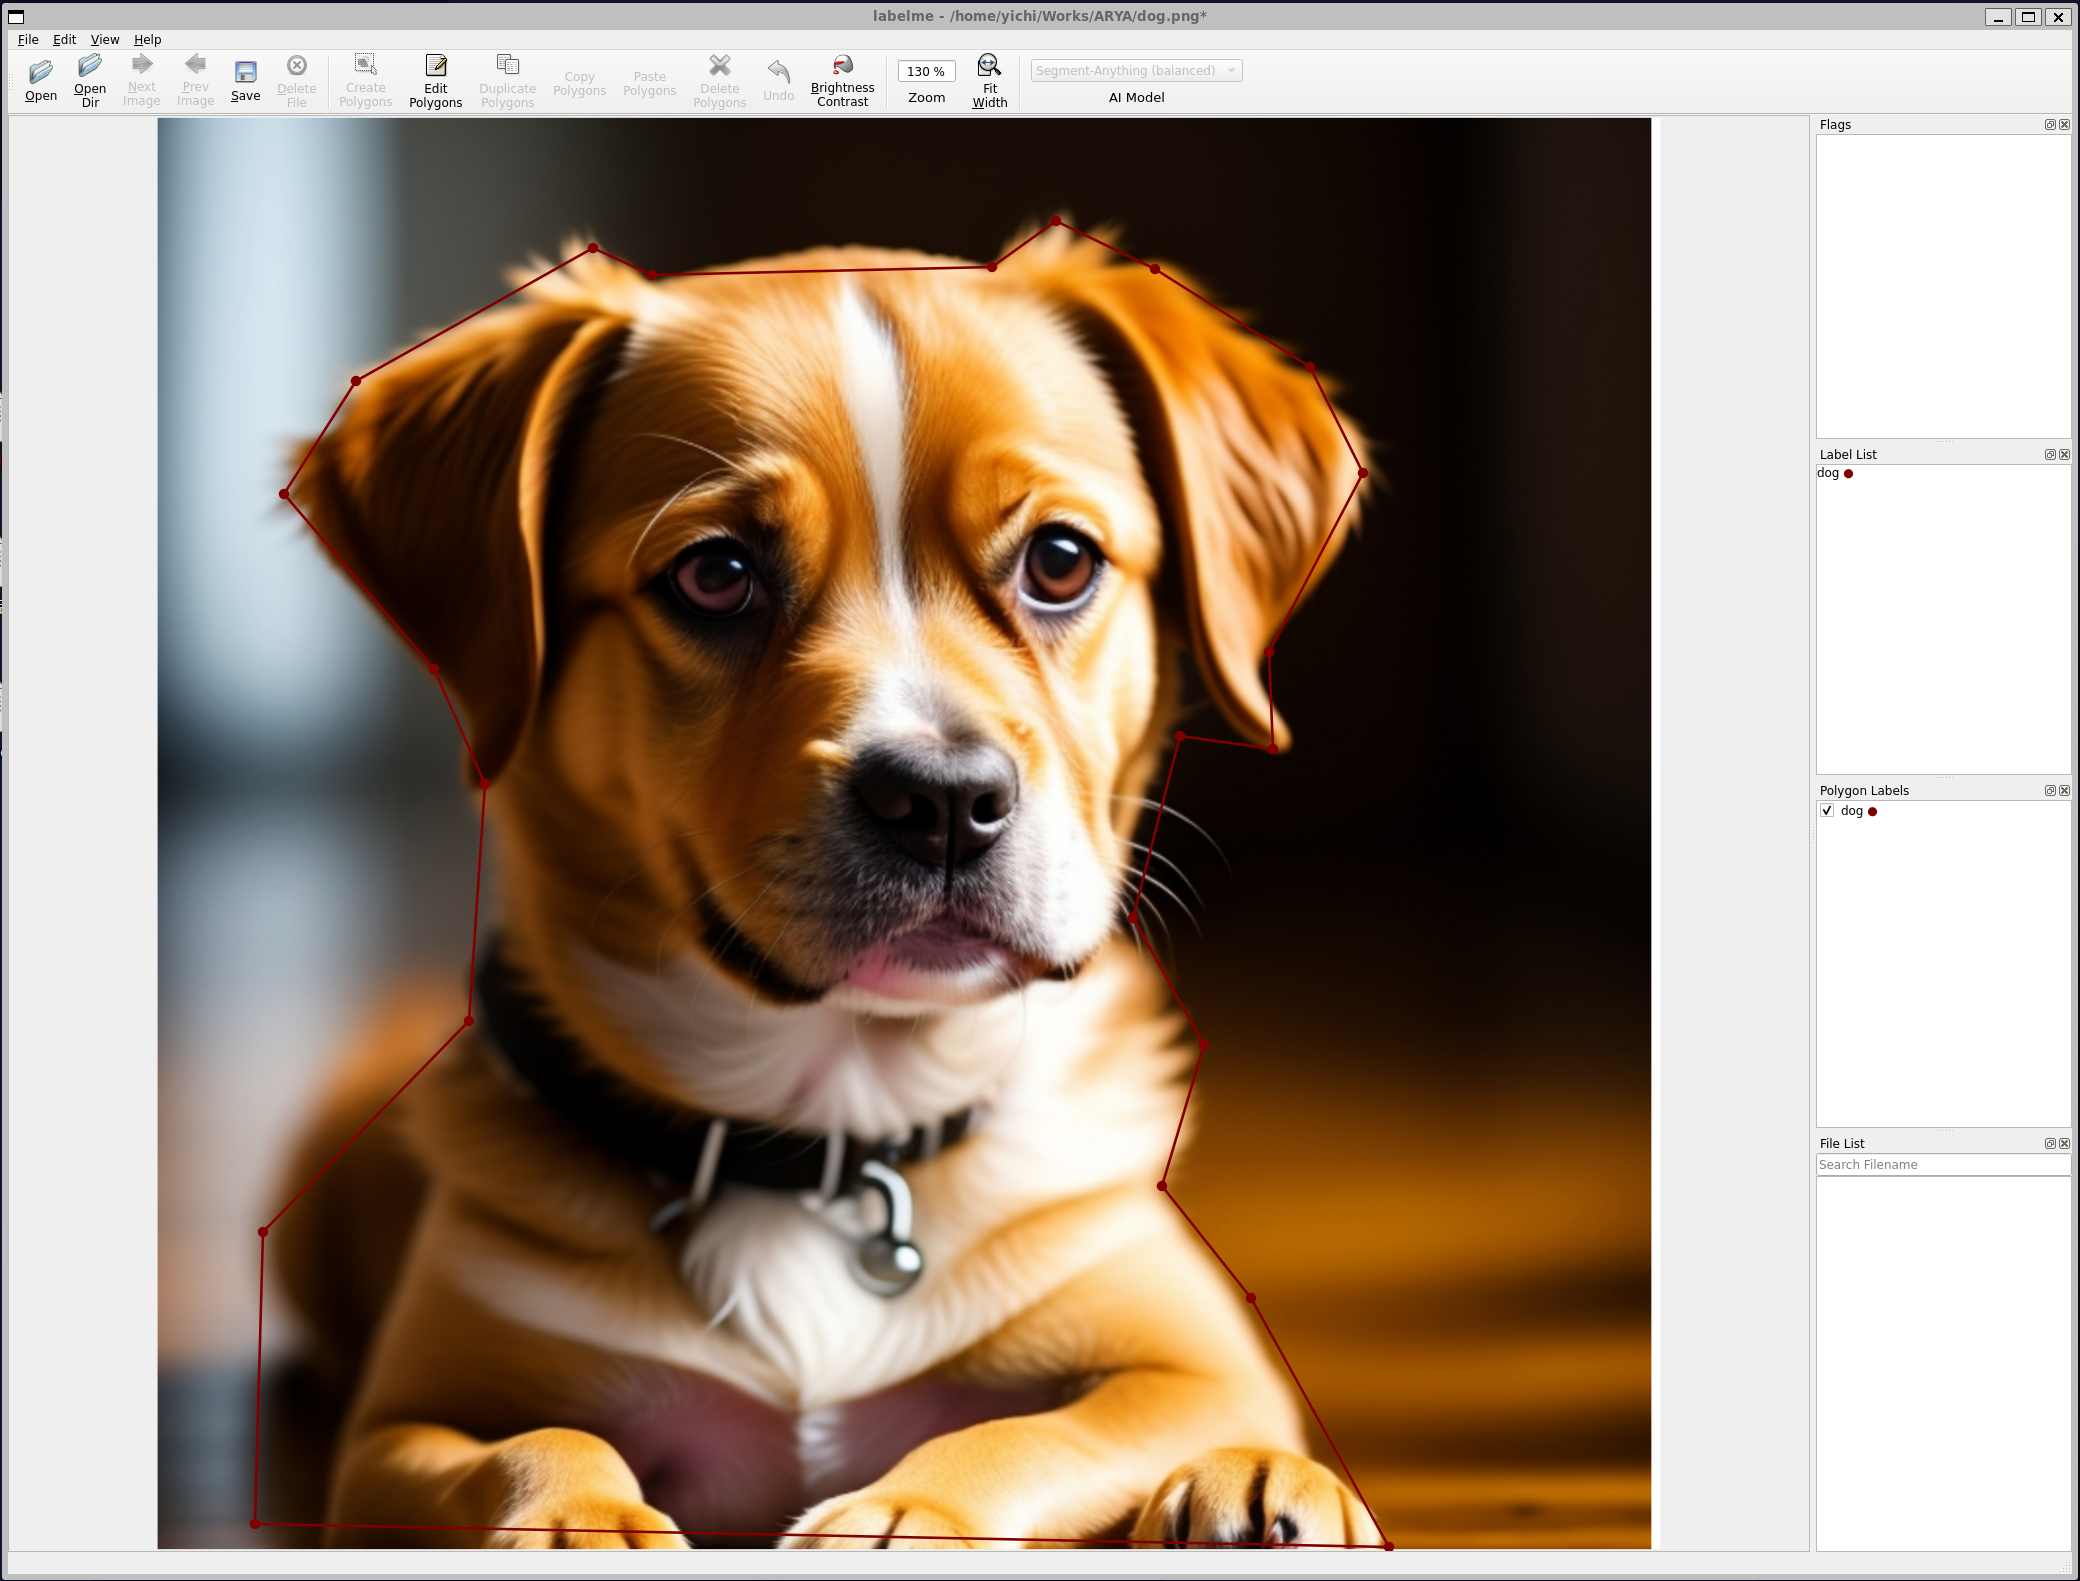 labelme - /home/yichi/Works/ARYA/dog.png*
File Edit View Help
Open
Open Dir
Next Image
Prev Image
Save
Delete File
Create Polygons
Edit Polygons
Duplicate Polygons
Copy Polygons
Paste Polygons
Delete Polygons
Undo
Brightness Contrast
130 %
Zoom
Fit Width
Segment-Anything (balanced)
AI Model
Flags
Label List
dog
Polygon Labels
dog
File List
Search Filename